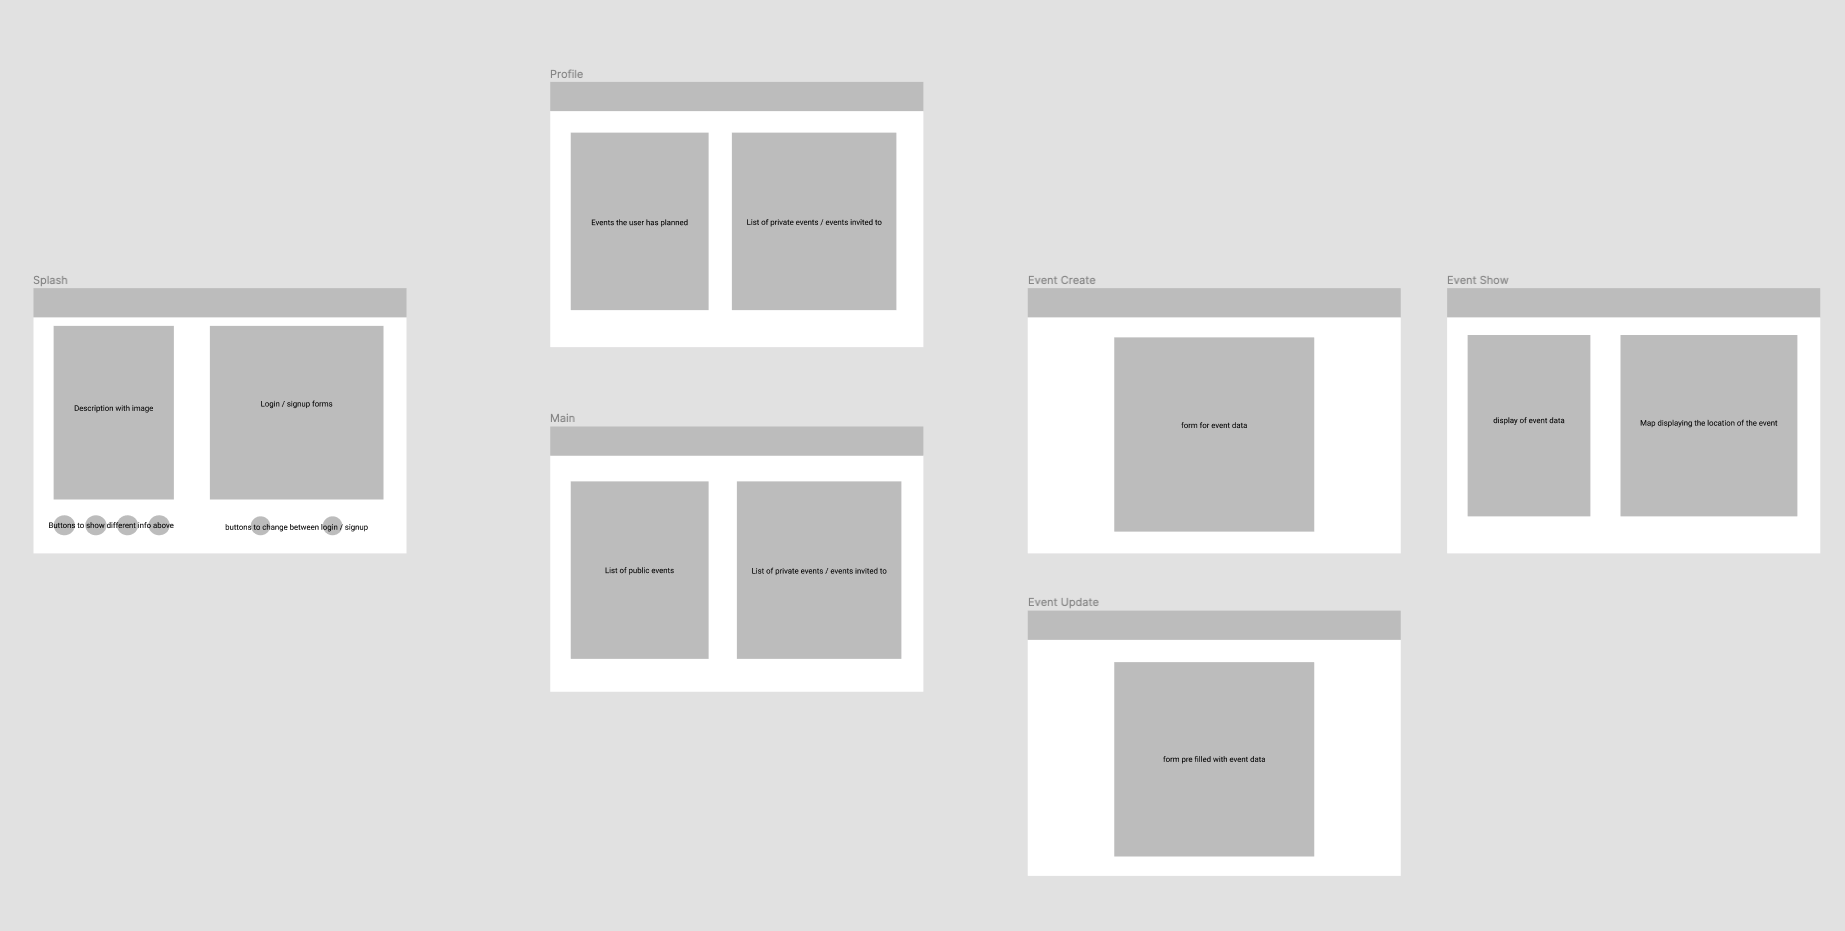 Profile
Events the user has planned
List of private events / events invited to
Splash
Description with image
Login / signup forms
Buttons to show different info above
buttons to change between login / signup
Main
List of public events
List of private events / events invited to
Event Create
form for event data
Event Show
display of event data
Map displaying the location of the event
Event Update
form pre filled with event data